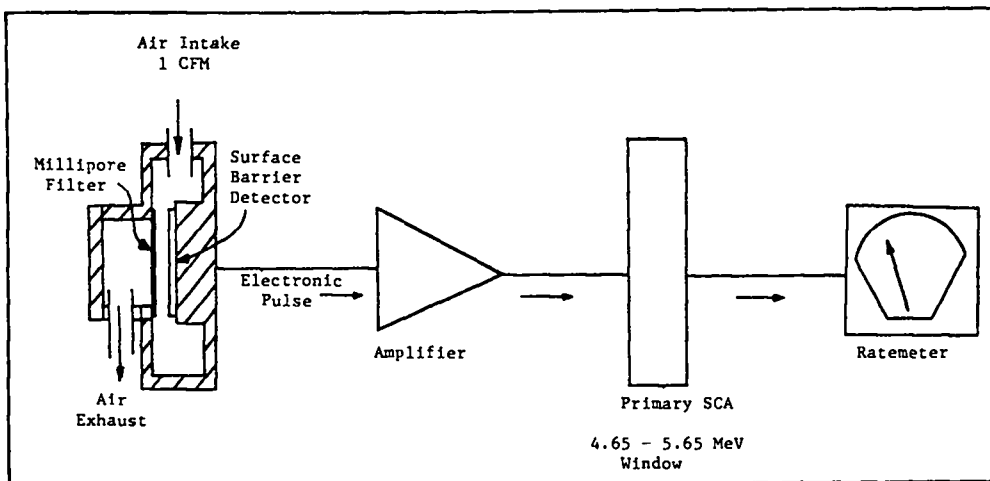 Air Intake
1 CFM
Millipore
Filter
Surface
Barrier
Detector
Electronic
Pulse
Amplifier
Air
Exhaust
Primary SCA
4.65 - 5.65 MeV
Window
Ratemeter